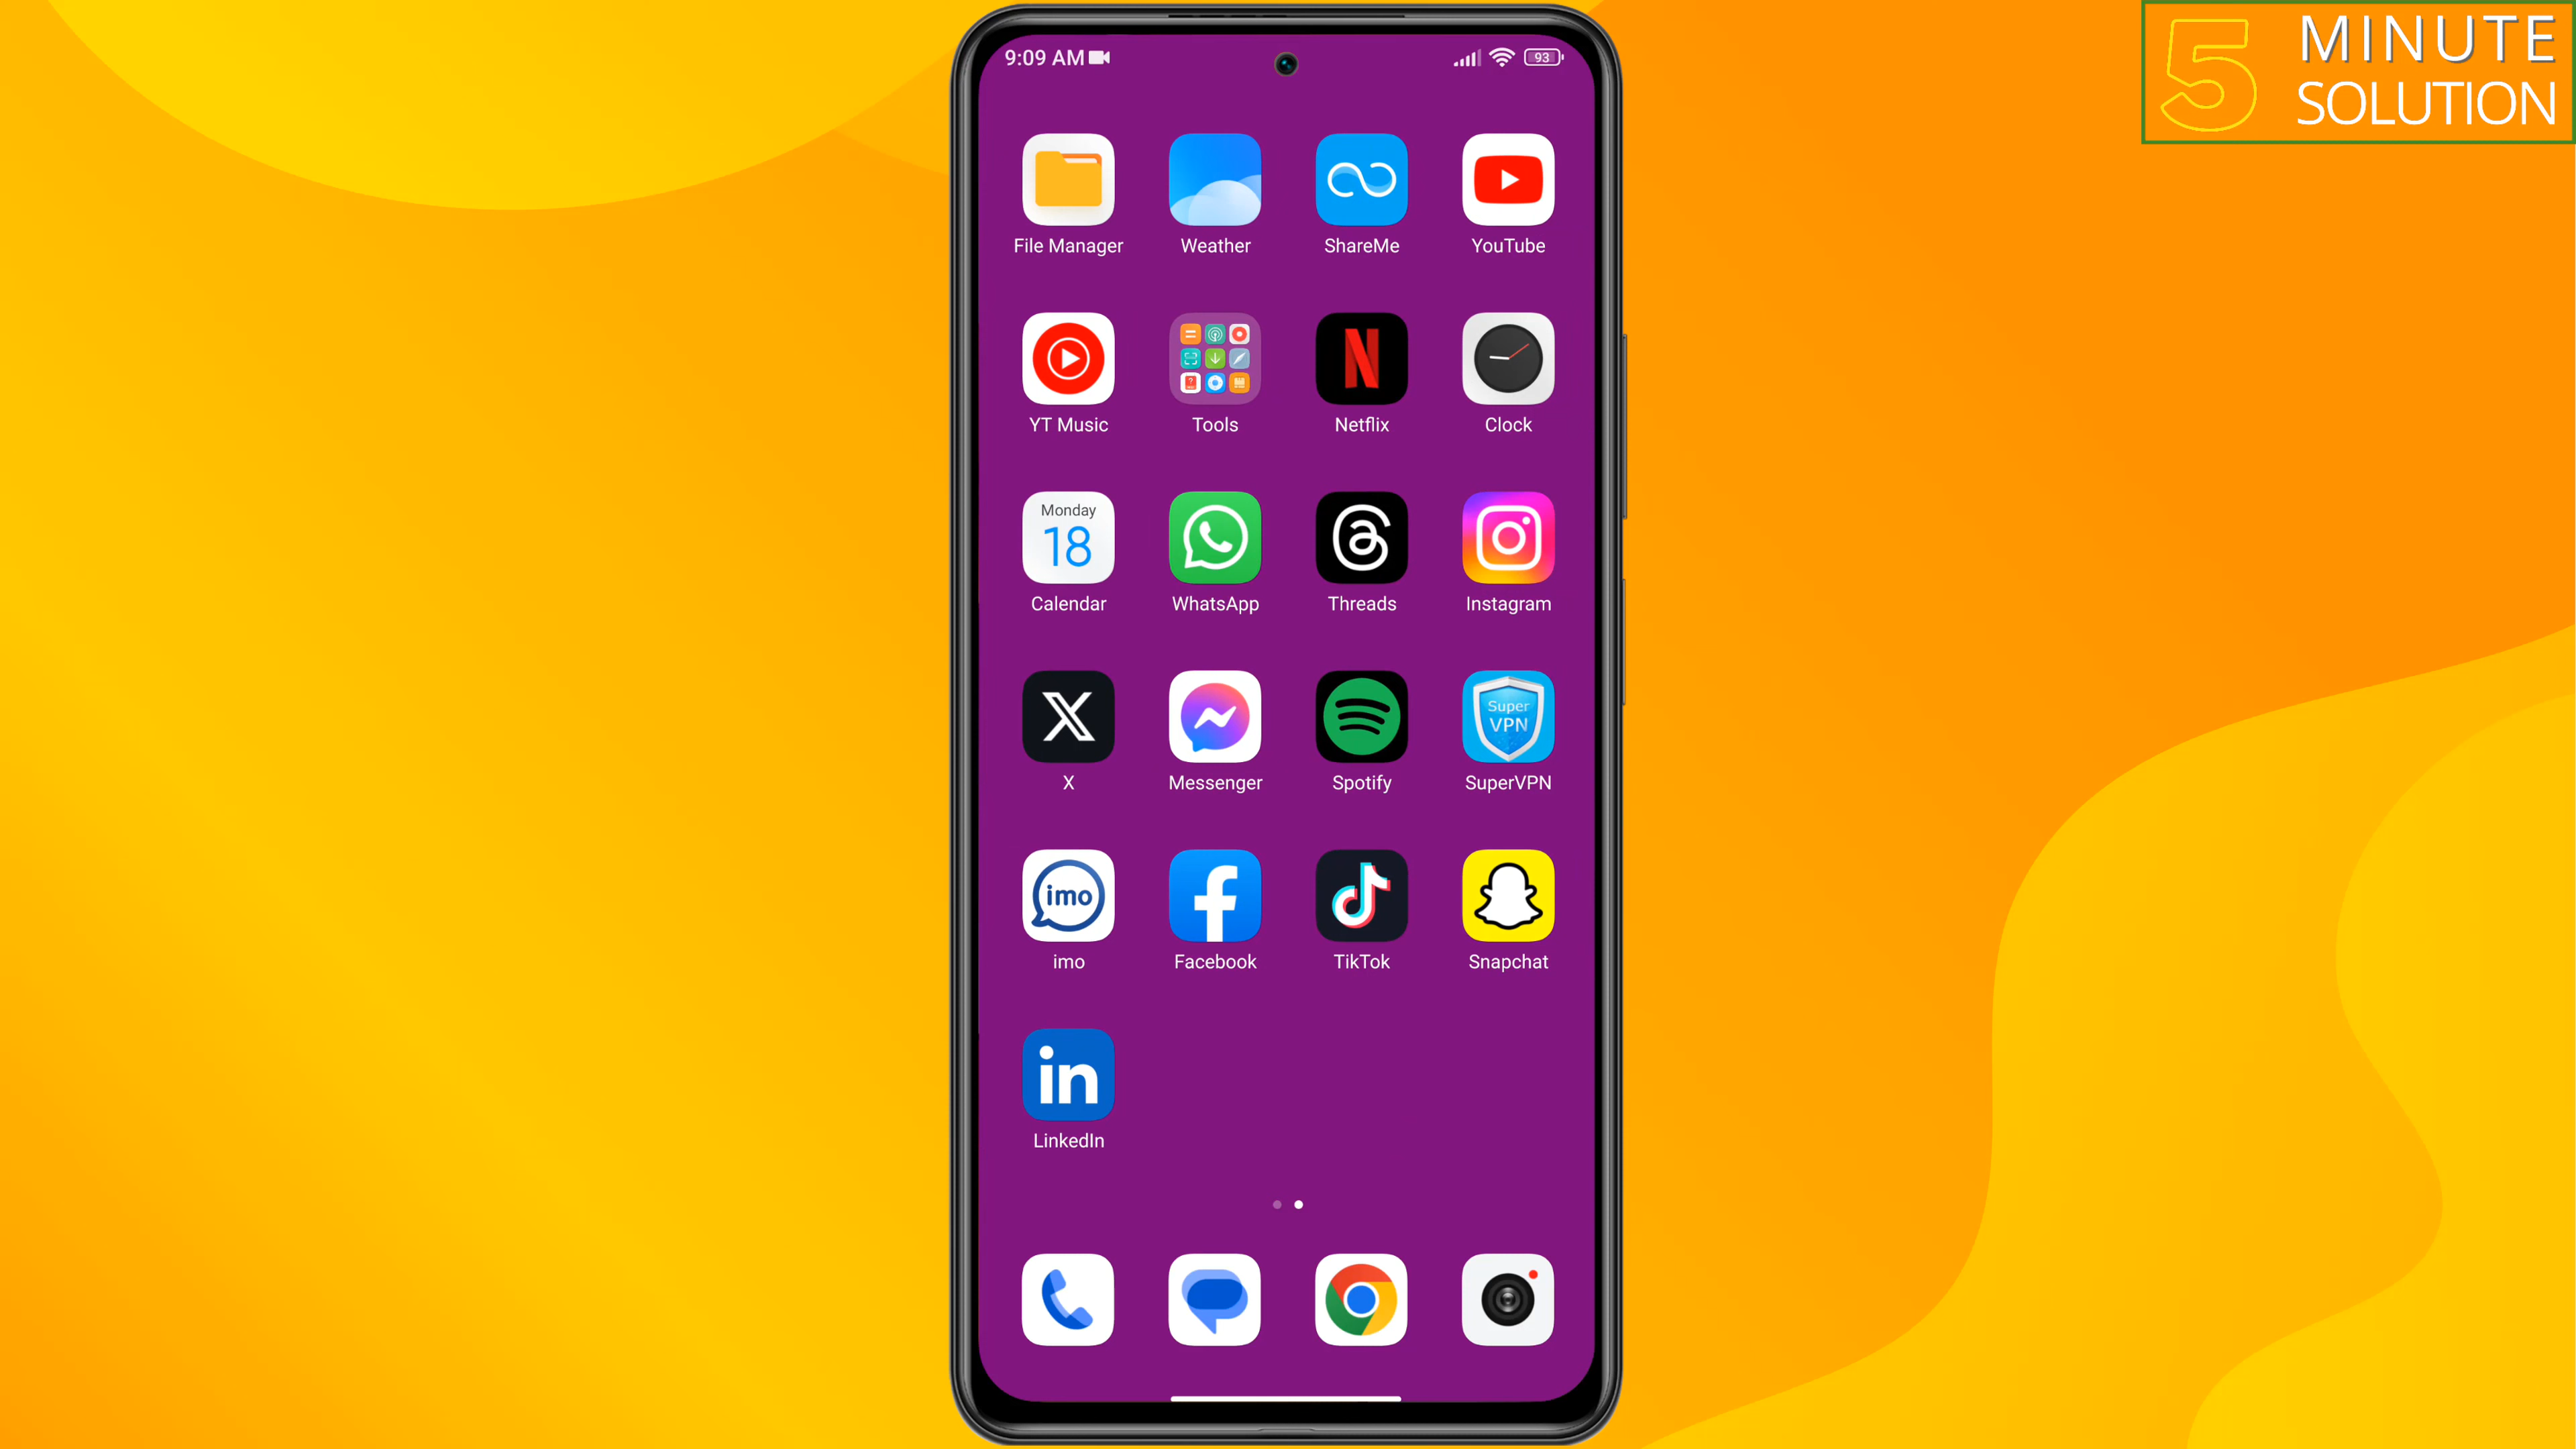 5 MINUTE
SOLUTION
9:09 AM
93
File Manager
Weather
ShareMe
YouTube
YT Music
Tools
Netflix
Clock
Monday
18
Calendar
WhatsApp
Threads
Instagram
X
Messenger
Spotify
Super
VPN
SuperVPN
imo
imo
Facebook
TikTok
Snapchat
in
LinkedIn